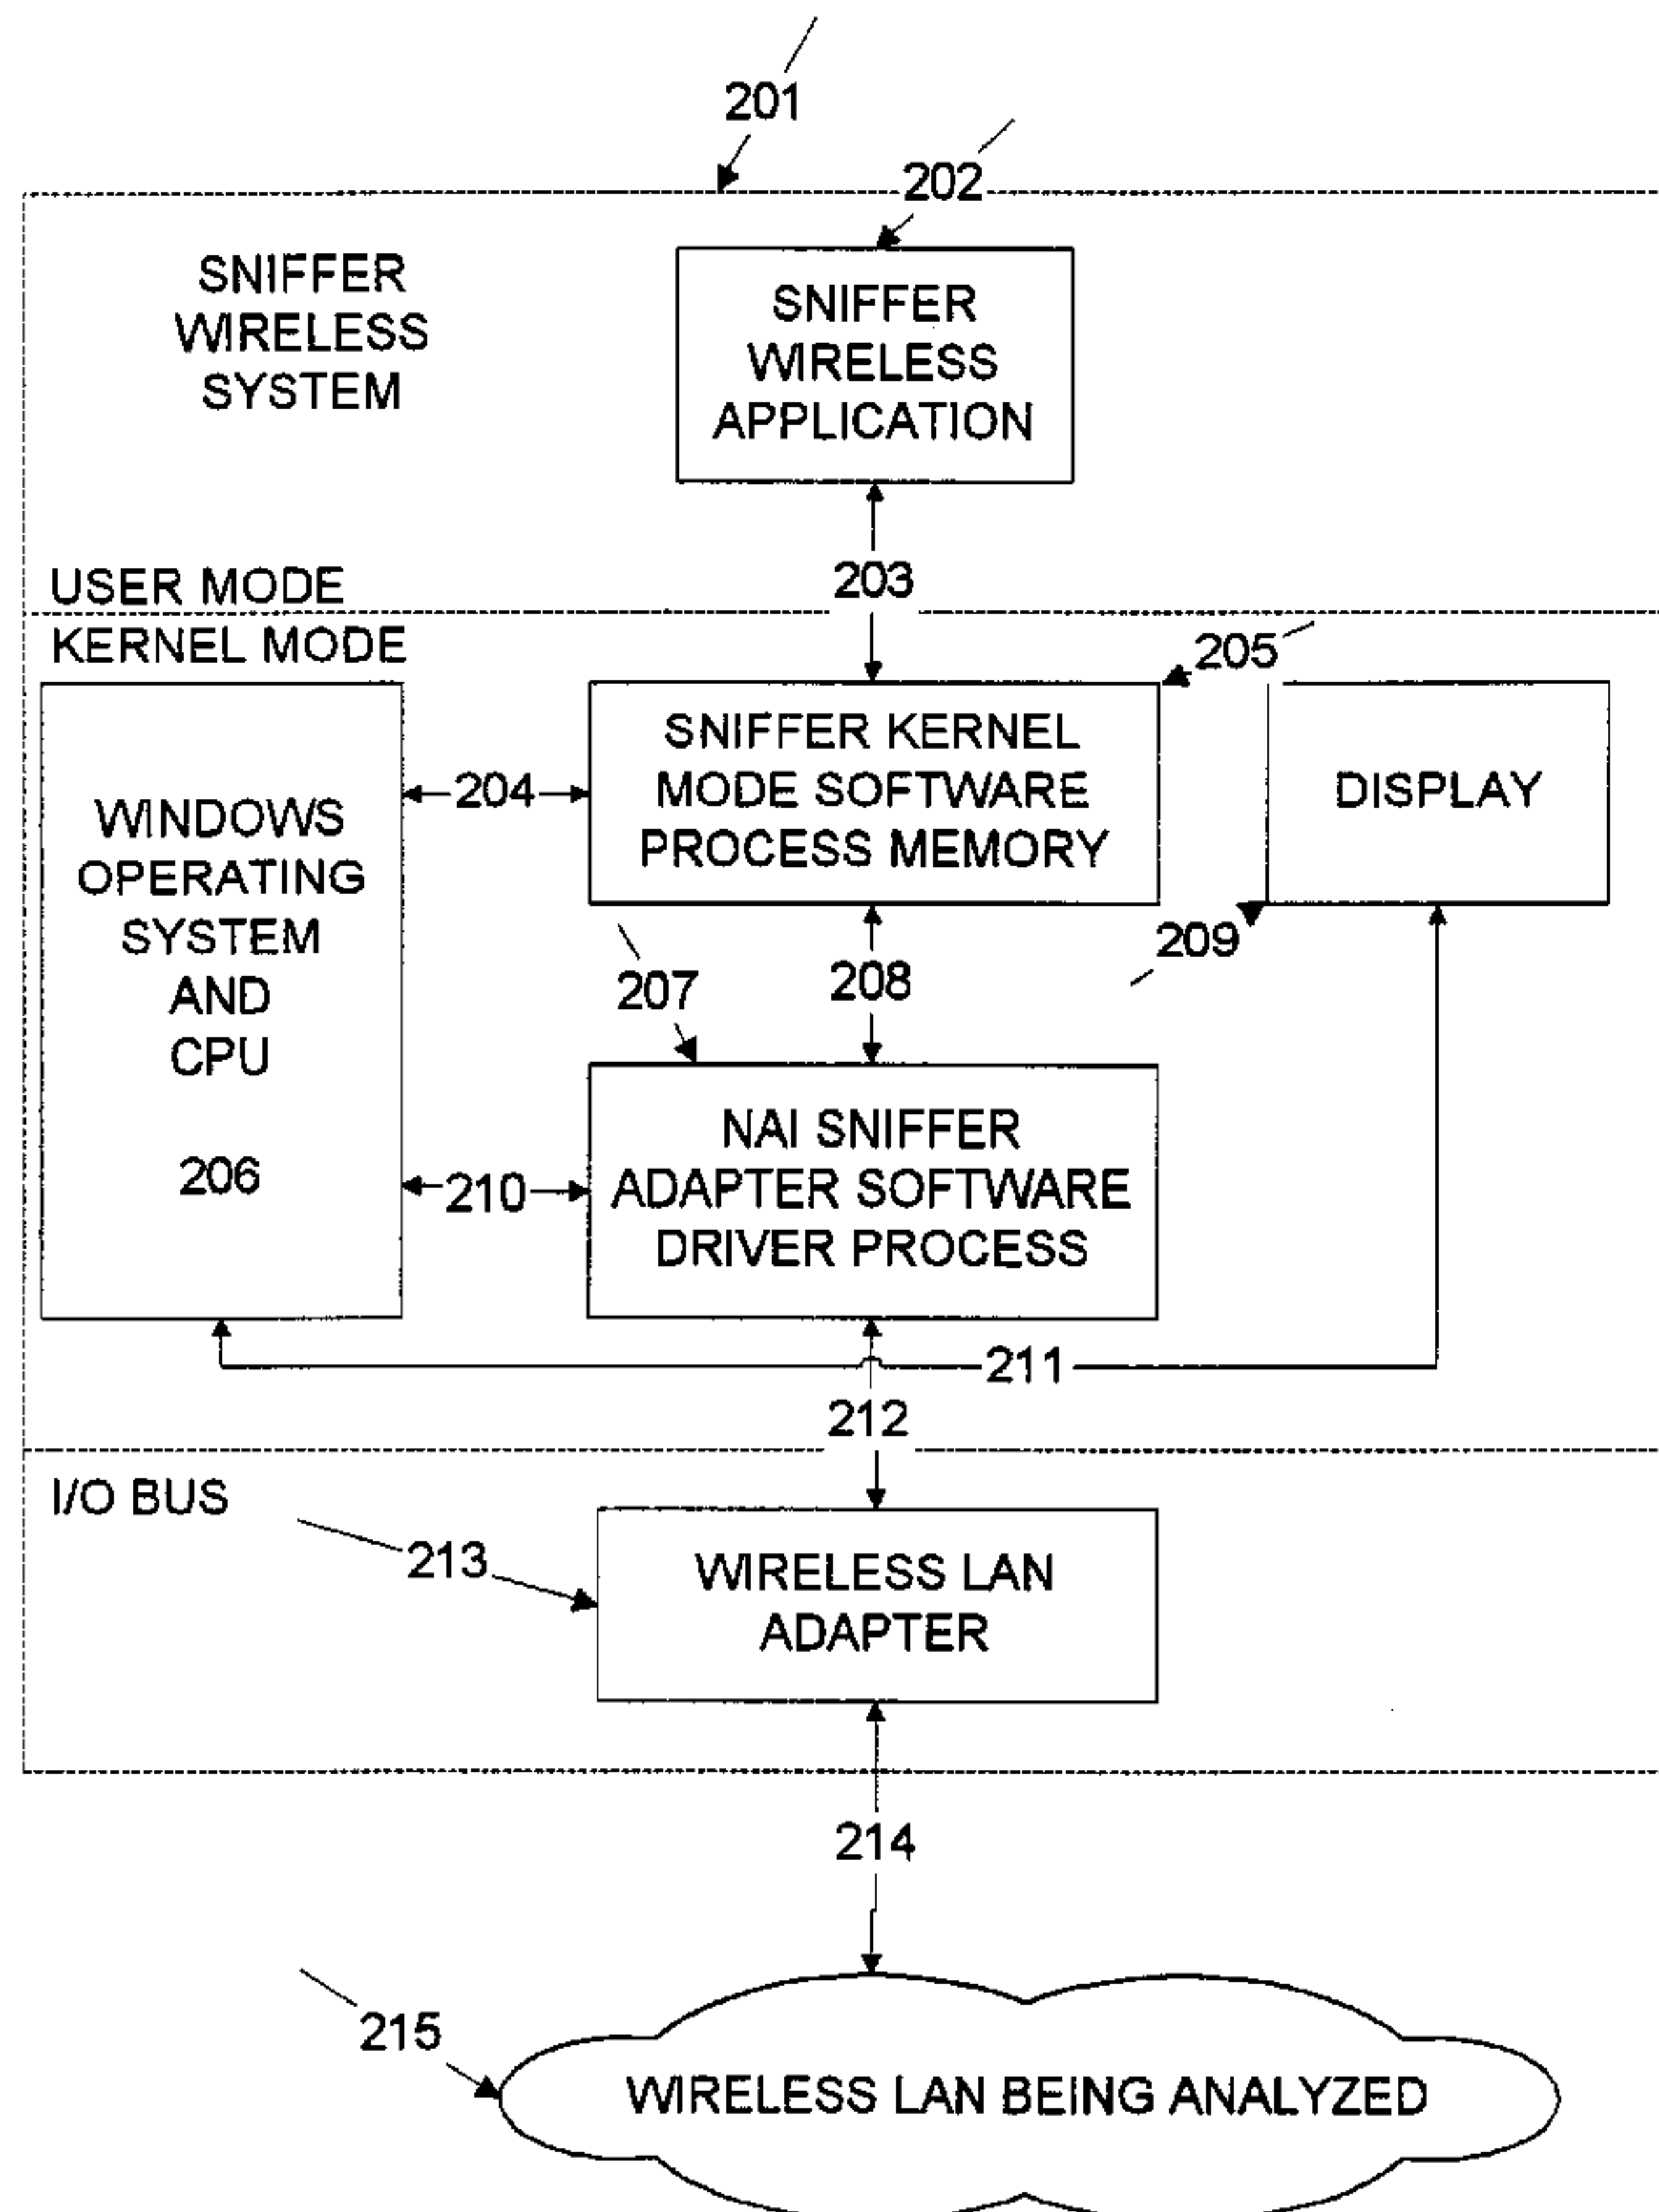 201
202
SNIFFER
WIRELESS
SYSTEM
SNIFFER
WIRELESS
APPLICATION
203
USER MODE
KERNEL MODE
205
WINDOWS
OPERATING
SYSTEM
AND
CPU
206
204
SNIFFER KERNEL
MODE SOFTWARE
PROCESS MEMORY
DISPLAY
209
207
208
210
NAI SNIFFER
ADAPTER SOFTWARE
DRIVER PROCESS
211
212
I/O BUS
213
WIRELESS LAN
ADAPTER
214
215
WIRELESS LAN BEING ANALYZED